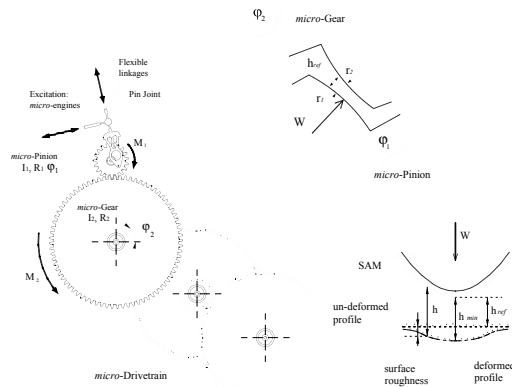 φ₂
micro-Gear
Flexible
linkages
Excitation:
micro-engines
Pin Joint
M₁
micro-Pinion
I₁, R₁ φ₁
micro-Gear
I₂, R₂
φ₂
M₂
micro-Drivetrain
h ref
r₂
r₁
W
φ₁
micro-Pinion
W
SAM
un-deformed
profile
h
h min
h ref
surface
roughness
deformed
profile